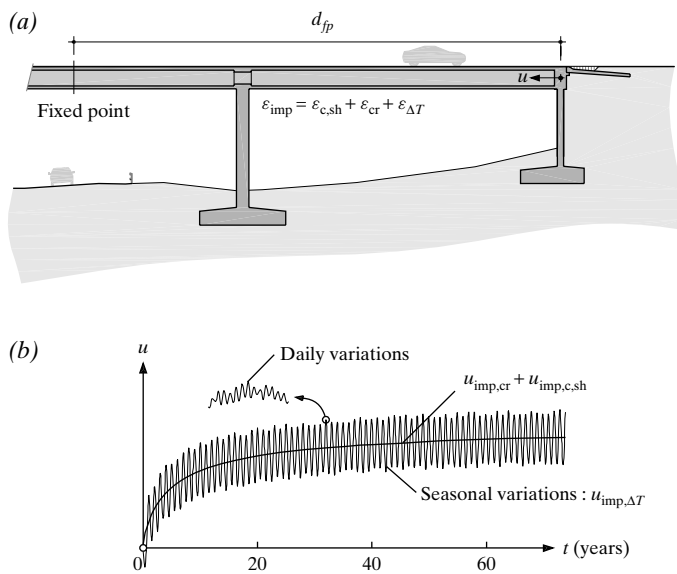 (a)
d_fp
u
Fixed point
ε_imp = ε_c,sh + ε_cr + ε_ΔT
(b)
u
Daily variations
u_imp,cr + u_imp,c,sh
Seasonal variations : u_imp,ΔT
0 20 40 60 t (years)